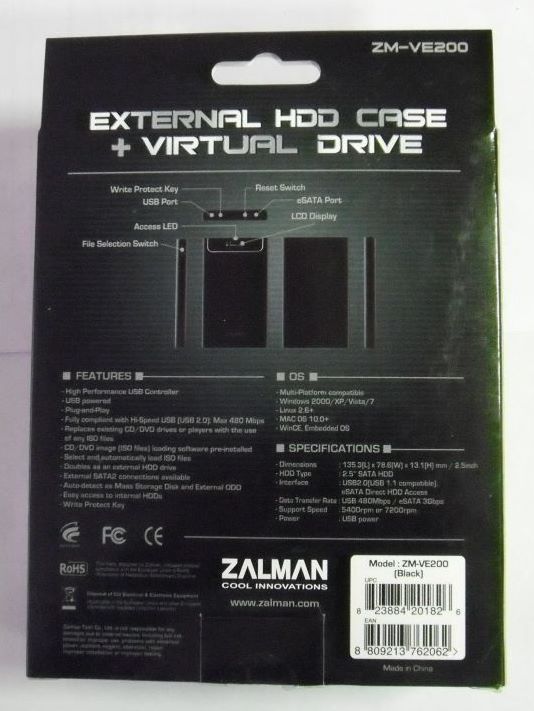 ZM-VE200
EXTERNAL HDD CASE
+ VIRTUAL DRIVE
Write Protect Key
Reset Switch
USB Port
eSATA Port
LCD Display
Access LED
File Selection Switch
FEATURES
- High Performance USB Controller
- USB powered
- Plug-and-Play
- Fully compliant with Hi-Speed USB (USB 2.0); Max 480 Mbps
- Replaces existing CD/DVD drives or players with the use
of any ISO files
- CD/DVD image (ISO files) loading software pre-installed
- Select and automatically load ISO files
- Doubles as an external HDD drive
- External SATA2 connections available
- Auto-detect as Mass Storage Disk and External ODD
- Easy access to internal HDDs
- Write Protect Key
OS
- Multi-Platform compatible
- Windows 2000/XP/Vista/7
- Linux 2.6+
- MAC OS 10.0+
- WinCE, Embedded OS
SPECIFICATIONS
- Dimensions : 135.3(L) x 78.6(W) x 13.1(H) mm / 2.5inch
- HDD Type : 2.5" SATA HDD
- Interface : USB2.0(USB 1.1 compatible),
eSATA Direct HDD Access
- Data Transfer Rate : USB 480Mbps / eSATA 3Gbps
- Support Speed : 5400rpm or 7200rpm
- Power : USB power
FC CE
RoHS
Disposal of Old Electrical & Electronic Equipment
ZALMAN
COOL INNOVATIONS
www.zalman.com
Model : ZM-VE200
(Black)
UPC
8 23884 20182 6
EAN
8 809213 762062 >
Made in China